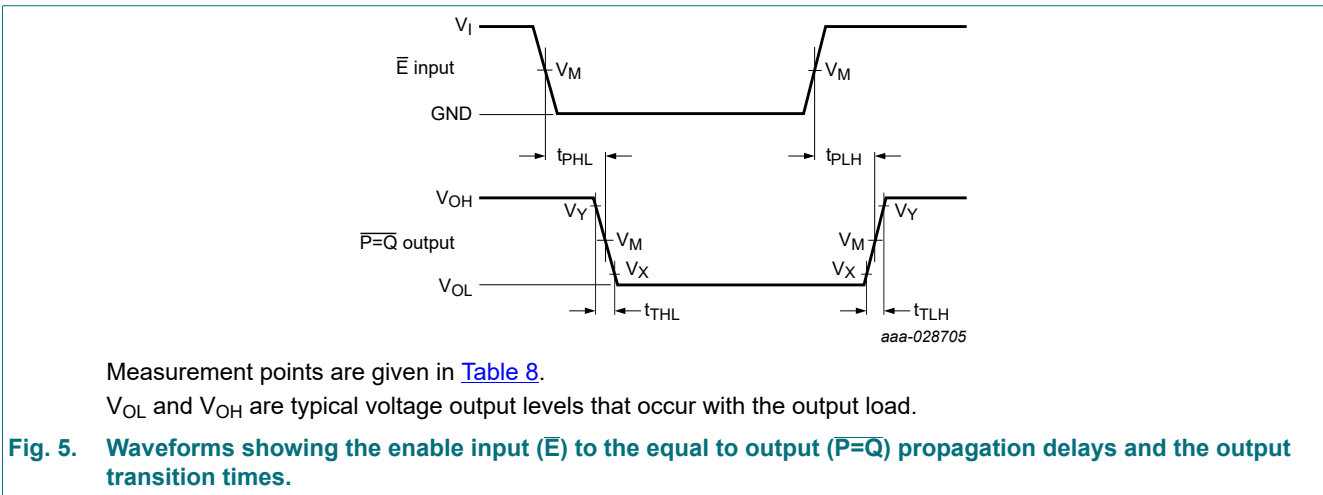 V_I
E̅ input
V_M
V_M
GND
t_PHL
t_PLH
V_OH
V_Y
V_Y
P̅=̅Q̅ output
V_M
V_M
V_X
V_X
V_OL
t_THL
t_TLH
aaa-028705
Measurement points are given in Table 8.
V_OL and V_OH are typical voltage output levels that occur with the output load.
Fig. 5. Waveforms showing the enable input (E̅) to the equal to output (P̅=̅Q̅) propagation delays and the output
transition times.